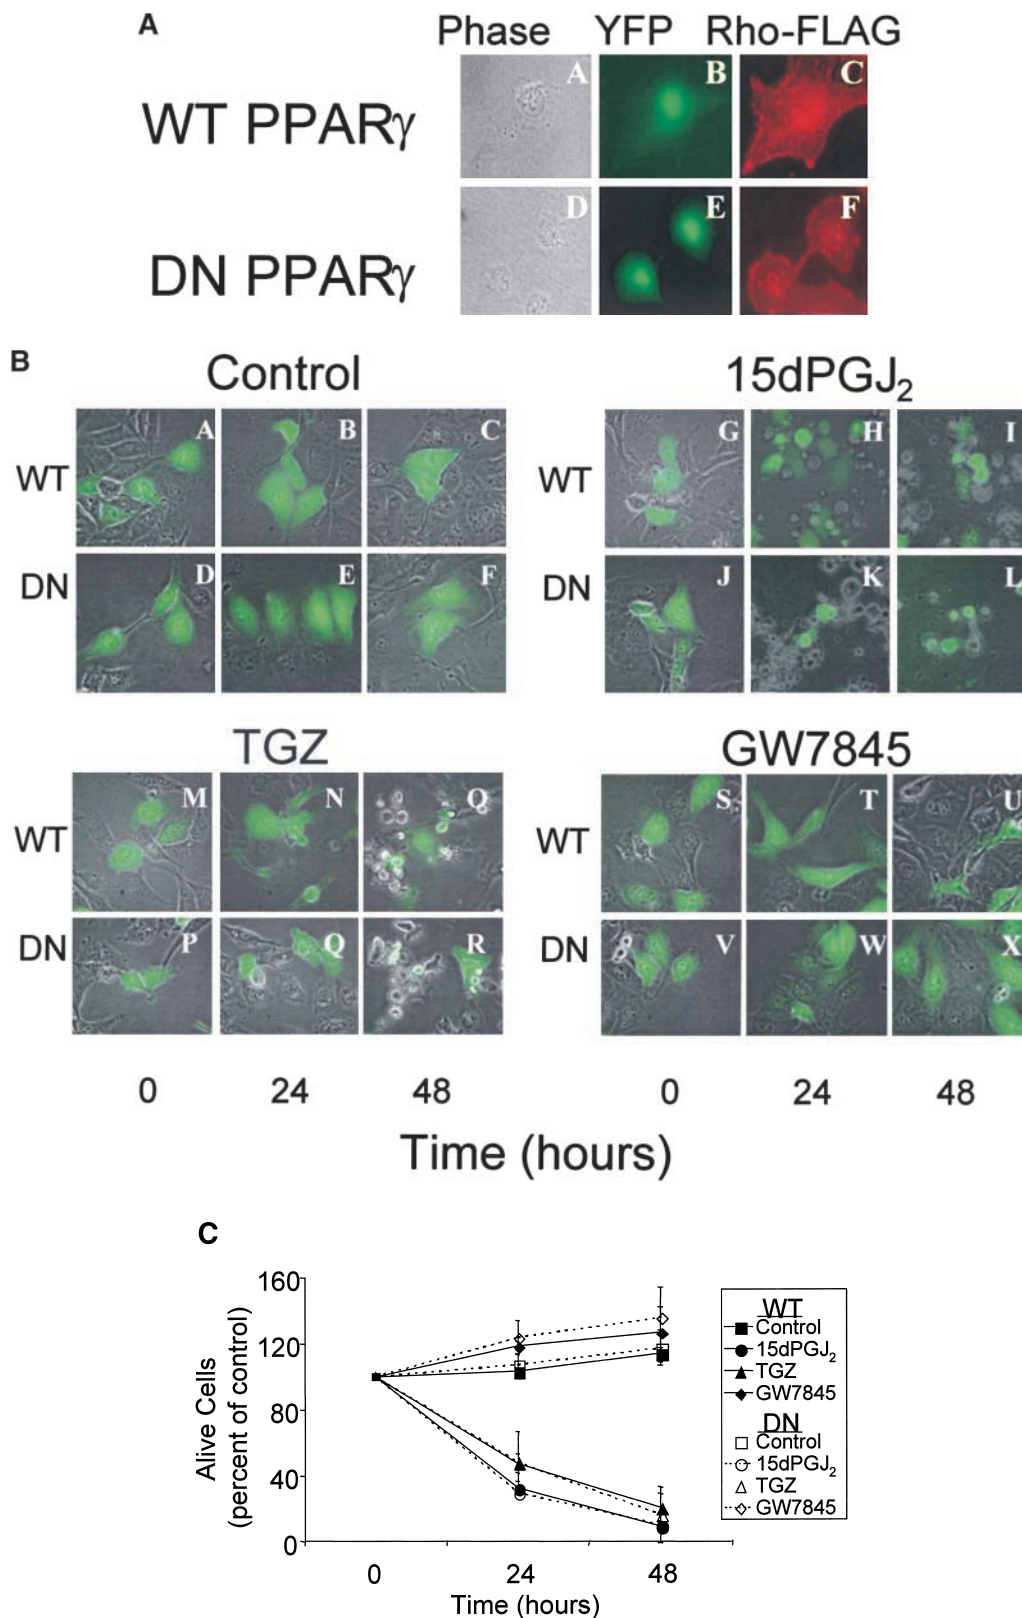 A
Phase YFP Rho-FLAG
WT PPARγ
A B C
DN PPARγ
D E F
B
Control
WT
A B C
DN
D E F
15dPGJ2
WT
G H I
DN
J K L
TGZ
WT
M N Q
DN
P Q R
GW7845
WT
S T U
DN
V W X
0 24 48 0 24 48
Time (hours)
C
160
120
80
40
0
Alive Cells
(percent of control)
0 24 48
Time (hours)
WT
Control
15dPGJ2
TGZ
GW7845
DN
Control
15dPGJ2
TGZ
GW7845